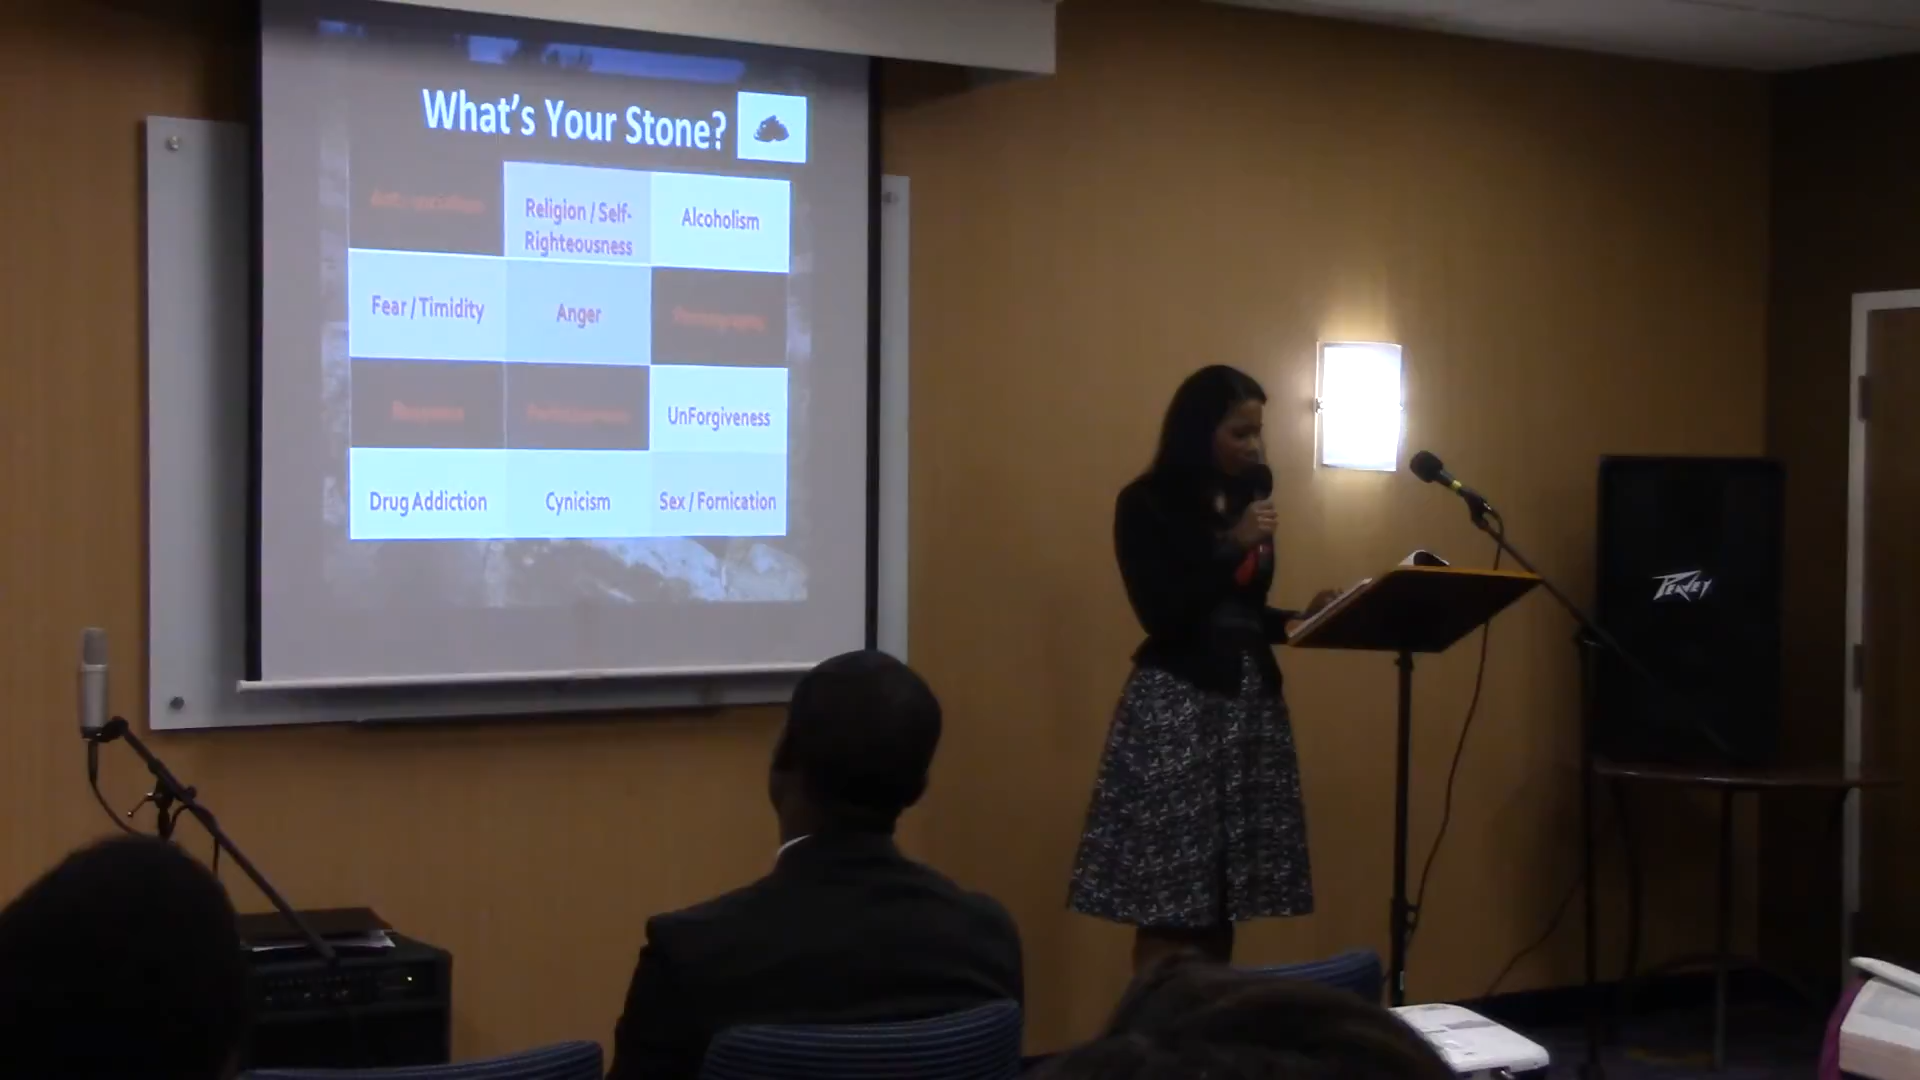 What's Your Stone?
Religion / Self-
Righteousness
Alcoholism
Fear / Timidity
Anger
UnForgiveness
Drug Addiction
Cynicism
Sex / Fornication
PEAVEY